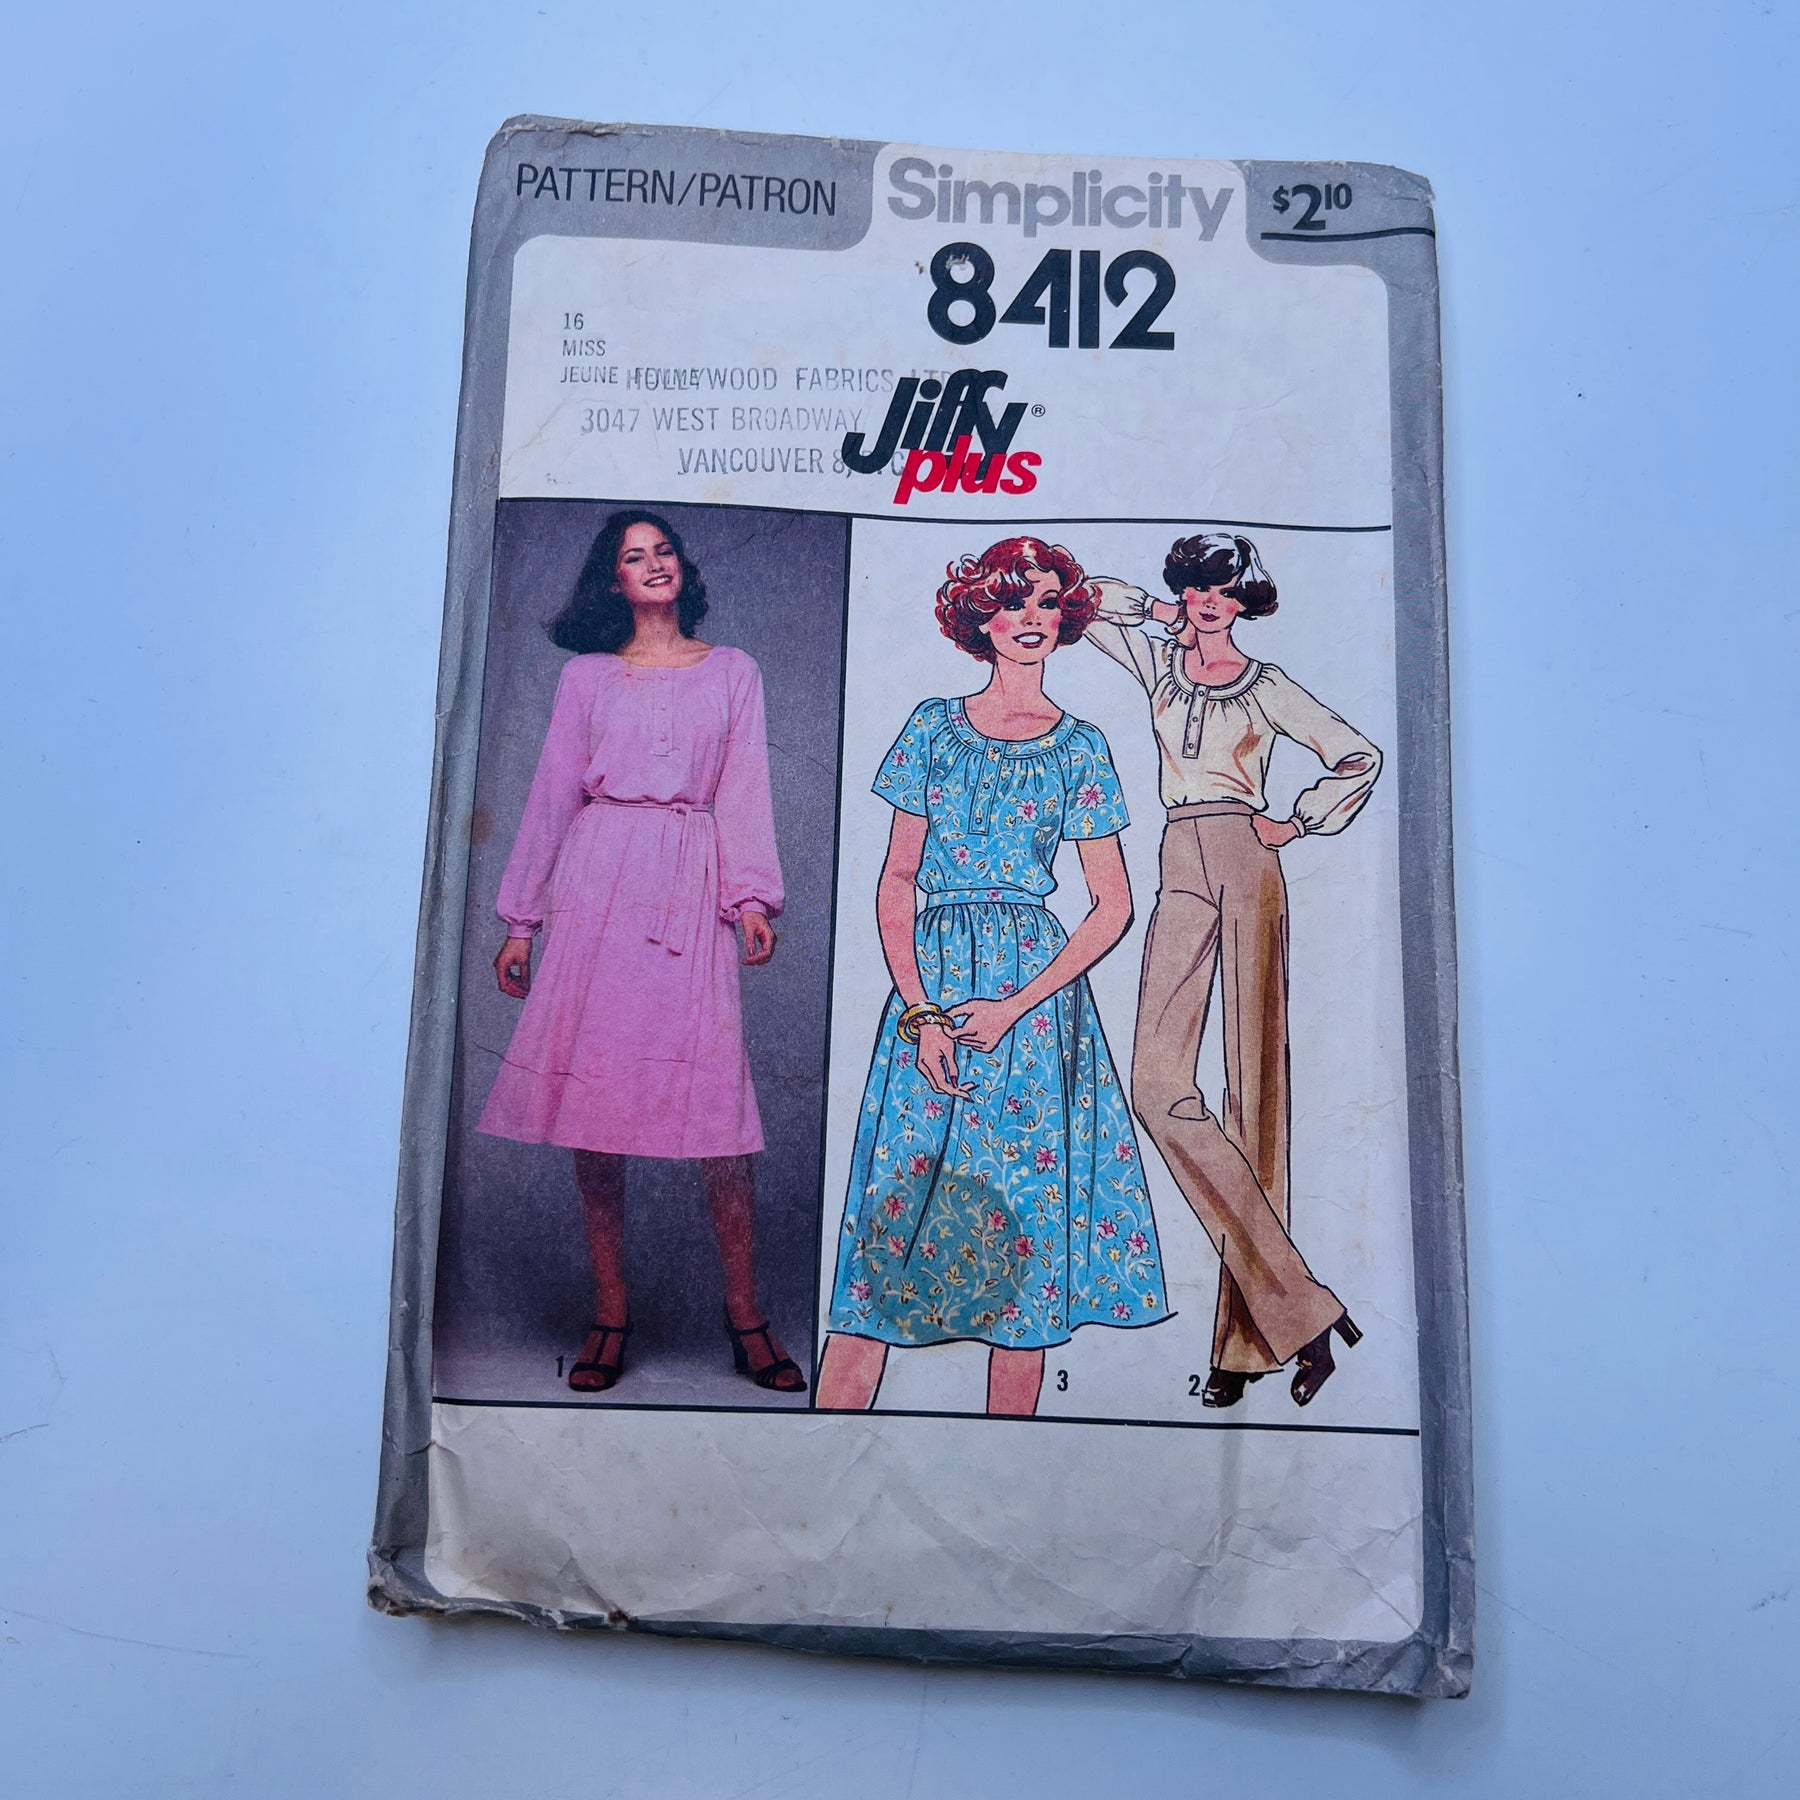 PATTERN/PATRON
Simplicity
$2.10
8412
16
MISS
JEUNE FEMME
HOLLYWOOD FABRICS LTD
3047 WEST BROADWAY
VANCOUVER 8, B.C.
Jiffy®
plus
1
3
2